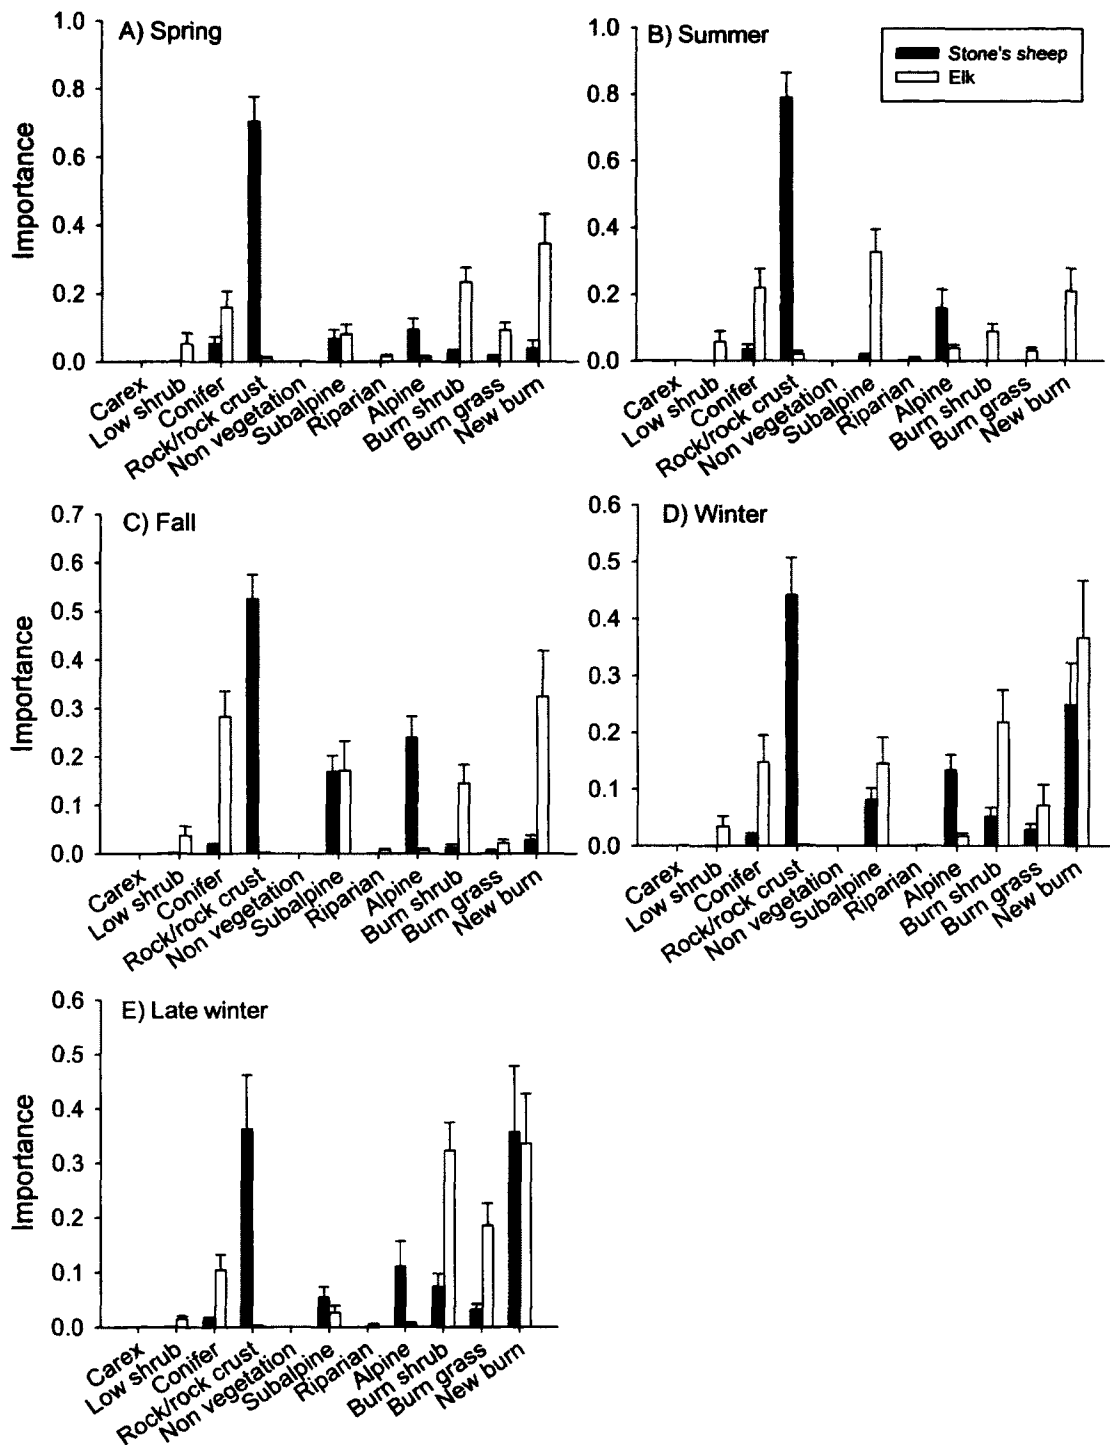 A) Spring
Importance
1.0
0.8
0.6
0.4
0.2
0.0
Carex
Low shrub
Conifer
Rock/rock crust
Non vegetation
Subalpine
Riparian
Alpine
Burn shrub
Burn grass
New burn
B) Summer
Stone's sheep
Elk
1.0
0.8
0.6
0.4
0.2
0.0
Carex
Low shrub
Conifer
Rock/rock crust
Non vegetation
Subalpine
Riparian
Alpine
Burn shrub
Burn grass
New burn
C) Fall
Importance
0.7
0.6
0.5
0.4
0.3
0.2
0.1
0.0
Carex
Low shrub
Conifer
Rock/rock crust
Non vegetation
Subalpine
Riparian
Alpine
Burn shrub
Burn grass
New burn
D) Winter
0.6
0.5
0.4
0.3
0.2
0.1
0.0
Carex
Low shrub
Conifer
Rock/rock crust
Non vegetation
Subalpine
Riparian
Alpine
Burn shrub
Burn grass
New burn
E) Late winter
Importance
0.6
0.5
0.4
0.3
0.2
0.1
0.0
Carex
Low shrub
Conifer
Rock/rock crust
Non vegetation
Subalpine
Riparian
Alpine
Burn shrub
Burn grass
New burn